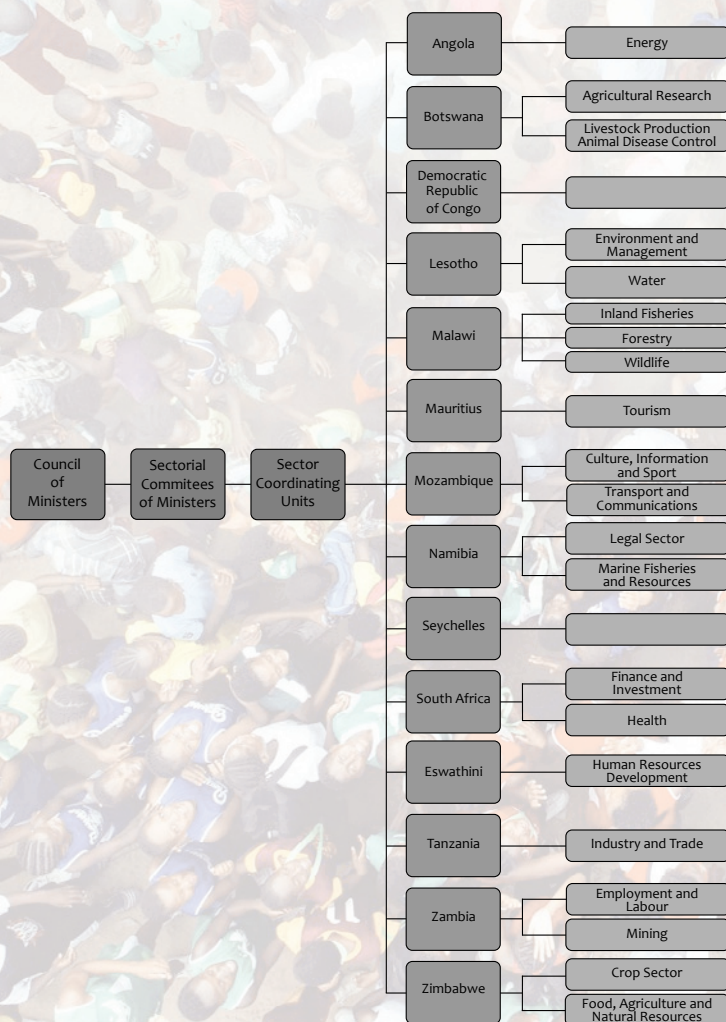 Council
of
Ministers
Sectorial
Commitees
of Ministers
Sector
Coordinating
Units
Angola
Energy
Botswana
Agricultural Research
Livestock Production
Animal Disease Control
Democratic
Republic
of Congo
Lesotho
Environment and
Management
Water
Malawi
Inland Fisheries
Forestry
Wildlife
Mauritius
Tourism
Mozambique
Culture, Information
and Sport
Transport and
Communications
Namibia
Legal Sector
Marine Fisheries
and Resources
Seychelles
South Africa
Finance and
Investment
Health
Eswathini
Human Resources
Development
Tanzania
Industry and Trade
Zambia
Employment and
Labour
Mining
Zimbabwe
Crop Sector
Food, Agriculture and
Natural Resources